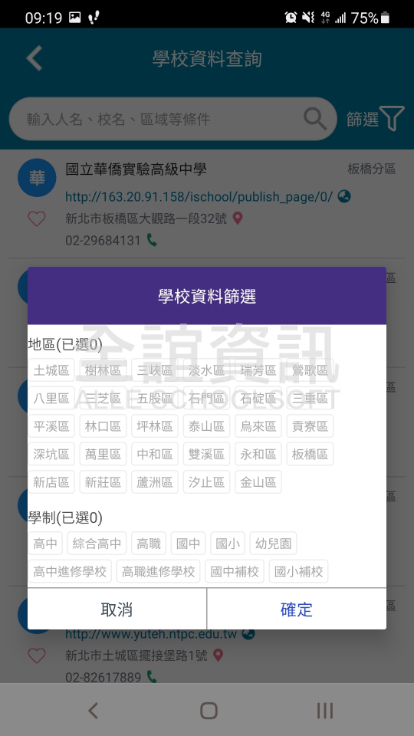 09:19
4G
75%
學校資料查詢
輸入人名、校名、區域等條件
篩選
華
國立華僑實驗高級中學
板橋分區
http://163.20.91.158/ischool/publish_page/0/
新北市板橋區大觀路一段32號
02-29684131
區
學校資料篩選
全誼資訊
ALLE SCHOOLSOFT
地區(已選0)
土城區 樹林區 三峽區 淡水區 瑞芳區 鶯歌區
八里區 三芝區 五股區 石門區 石碇區 三重區
平溪區 林口區 坪林區 泰山區 烏來區 貢寮區
深坑區 萬里區 中和區 雙溪區 永和區 板橋區
新店區 新莊區 蘆洲區 汐止區 金山區
區
學制(已選0)
高中 綜合高中 高職 國中 國小 幼兒園
高中進修學校 高職進修學校 國中補校 國小補校
取消 確定
http://www.yuteh.ntpc.edu.tw
新北市土城區擺接堡路1號
02-82617889